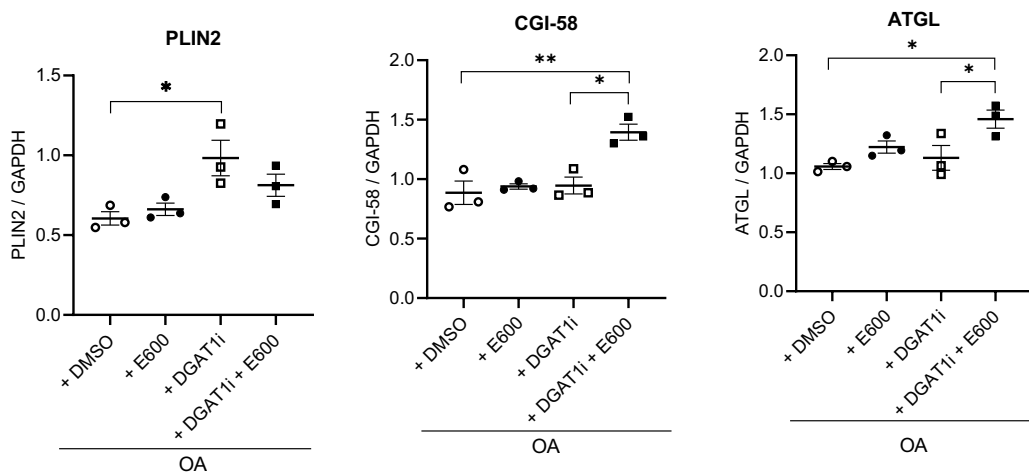 PLIN2
*
PLIN2 / GAPDH
1.5
1.0
0.5
0.0
+ DMSO
+ E600
+ DGAT1i
+ DGAT1i + E600
OA
CGI-58
**
*
CGI-58 / GAPDH
2.0
1.5
1.0
0.5
0.0
+ DMSO
+ E600
+ DGAT1i
+ DGAT1i + E600
OA
ATGL
*
*
ATGL / GAPDH
2.0
1.5
1.0
0.5
0.0
+ DMSO
+ E600
+ DGAT1i
+ DGAT1i + E600
OA